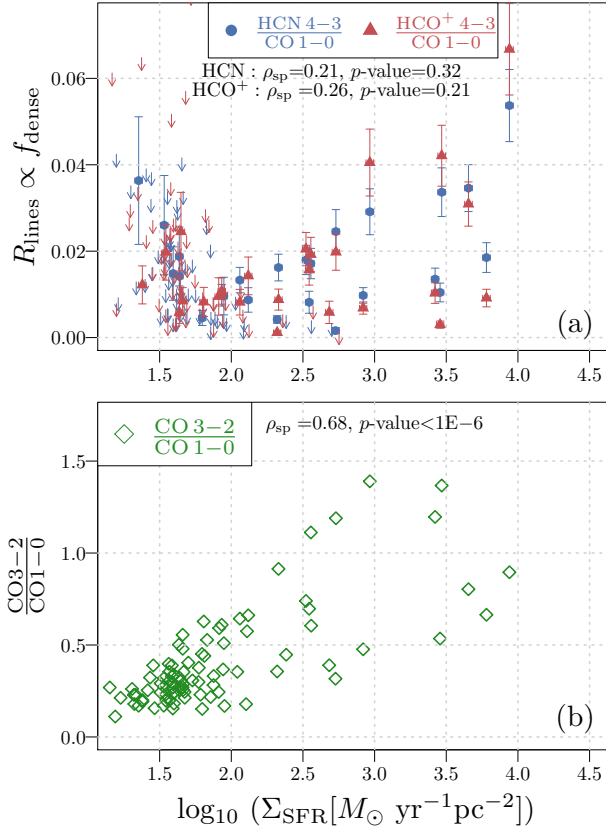 HCN 4−3
CO 1−0
HCO⁺ 4−3
CO 1−0
HCN : ρsp=0.21, p-value=0.32
HCO⁺ : ρsp =0.26, p-value=0.21
0.06
0.04
0.02
0.00
Rlines ∝ fdense
(a)
1.5 2.0 2.5 3.0 3.5 4.0
CO 3−2
CO 1−0
ρsp =0.68, p-value<1E−6
1.5
1.0
0.5
0.0
CO3−2
CO1−0
(b)
1.5 2.0 2.5 3.0 3.5 4.0
log₁₀ (ΣSFR[M⊙ yr⁻¹pc⁻²])